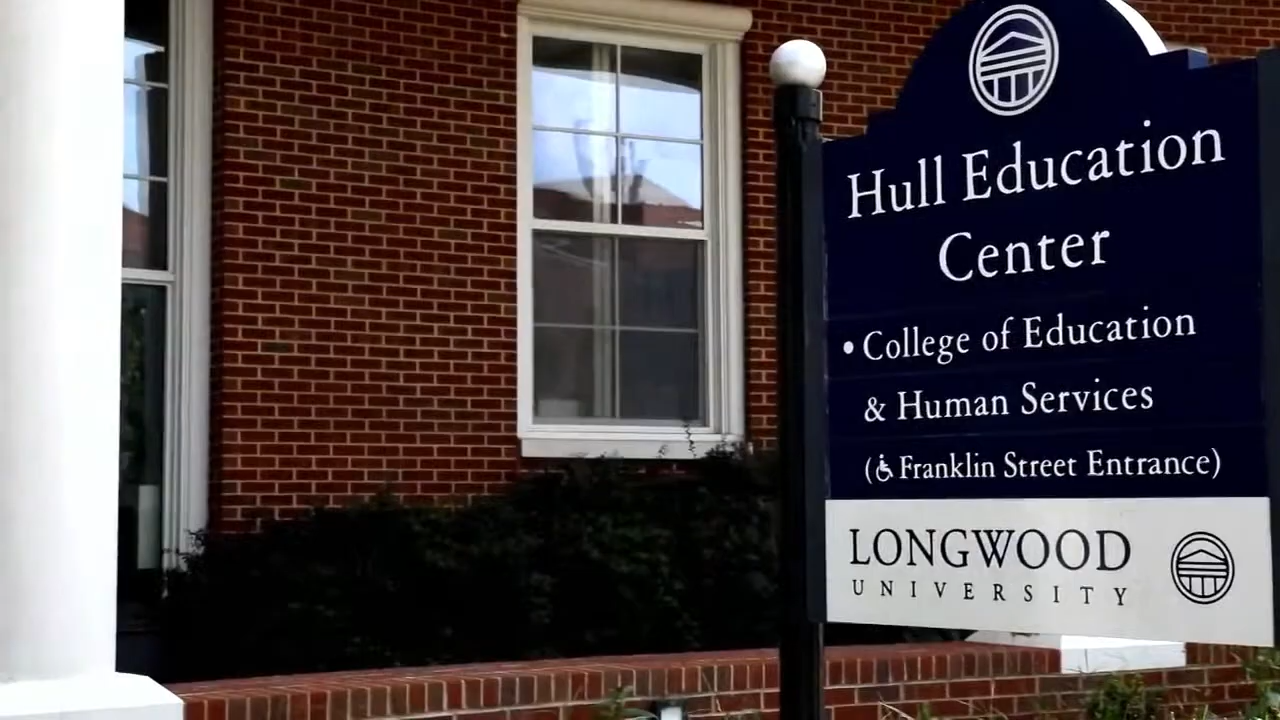 Hull Education
Center
• College of Education
& Human Services
(♿ Franklin Street Entrance)
LONGWOOD
UNIVERSITY